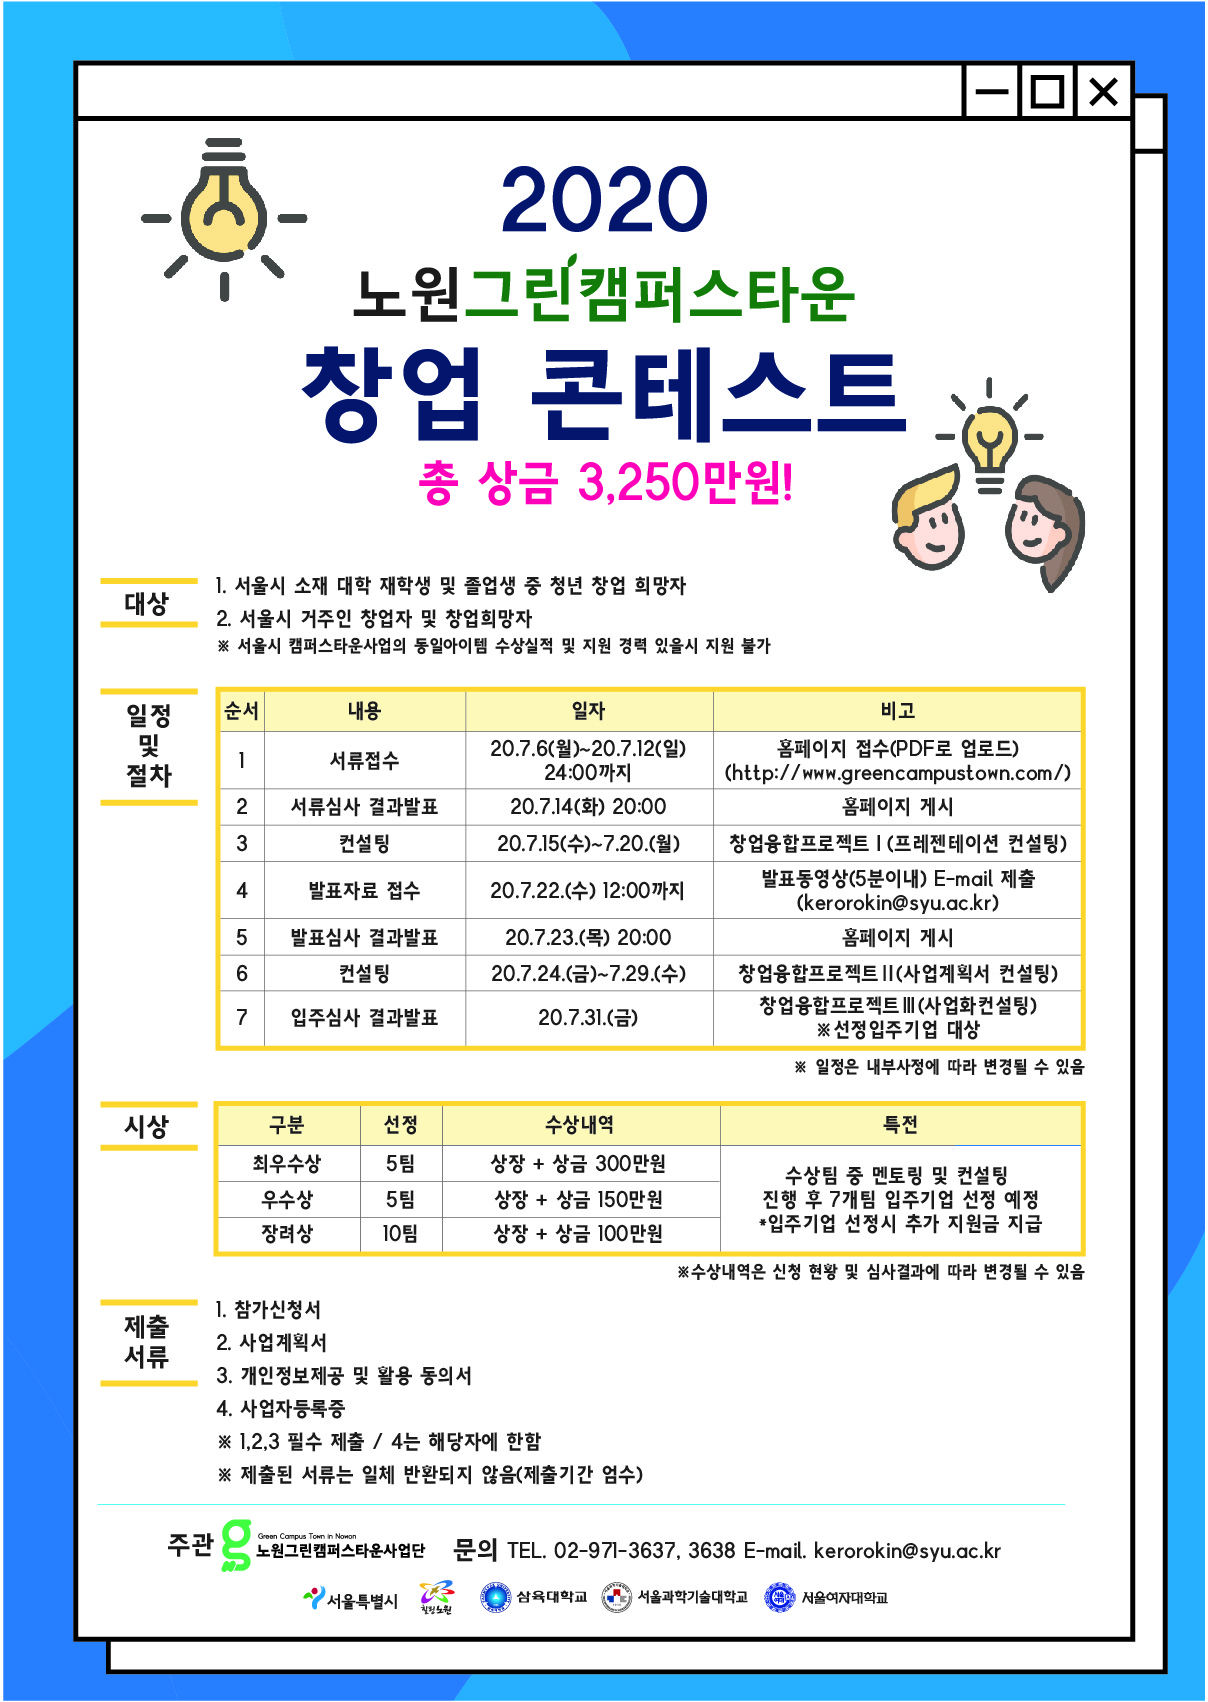 2020
노원그린캠퍼스타운
창업 콘테스트
총 상금 3,250만원!
대상
1. 서울시 소재 대학 재학생 및 졸업생 중 청년 창업 희망자
2. 서울시 거주인 창업자 및 창업희망자
※ 서울시 캠퍼스타운사업의 동일아이템 수상실적 및 지원 경력 있을시 지원 불가
일정
및
절차
순서 내용 일자 비고
1 서류접수 20.7.6(월)~20.7.12(일) 24:00까지 홈페이지 접수(PDF로 업로드) (http://www.greencampustown.com/)
2 서류심사 결과발표 20.7.14(화) 20:00 홈페이지 게시
3 컨설팅 20.7.15(수)~7.20.(월) 창업융합프로젝트Ⅰ(프레젠테이션 컨설팅)
4 발표자료 접수 20.7.22.(수) 12:00까지 발표동영상(5분이내) E-mail 제출 (kerorokin@syu.ac.kr)
5 발표심사 결과발표 20.7.23.(목) 20:00 홈페이지 게시
6 컨설팅 20.7.24.(금)~7.29.(수) 창업융합프로젝트Ⅱ(사업계획서 컨설팅)
7 입주심사 결과발표 20.7.31.(금) 창업융합프로젝트Ⅲ(사업화컨설팅) ※선정입주기업 대상
※ 일정은 내부사정에 따라 변경될 수 있음
시상
구분 선정 수상내역 특전
최우수상 5팀 상장 + 상금 300만원
우수상 5팀 상장 + 상금 150만원
장려상 10팀 상장 + 상금 100만원
수상팀 중 멘토링 및 컨설팅
진행 후 7개팀 입주기업 선정 예정
*입주기업 선정시 추가 지원금 지급
※수상내역은 신청 현황 및 심사결과에 따라 변경될 수 있음
제출
서류
1. 참가신청서
2. 사업계획서
3. 개인정보제공 및 활용 동의서
4. 사업자등록증
※ 1,2,3 필수 제출 / 4는 해당자에 한함
※ 제출된 서류는 일체 반환되지 않음(제출기간 엄수)
주관 g Green Campus Town in Nowon
노원그린캠퍼스타운사업단 문의 TEL. 02-971-3637, 3638 E-mail. kerorokin@syu.ac.kr
서울특별시 힐링노원 삼육대학교 서울과학기술대학교 서울여자대학교